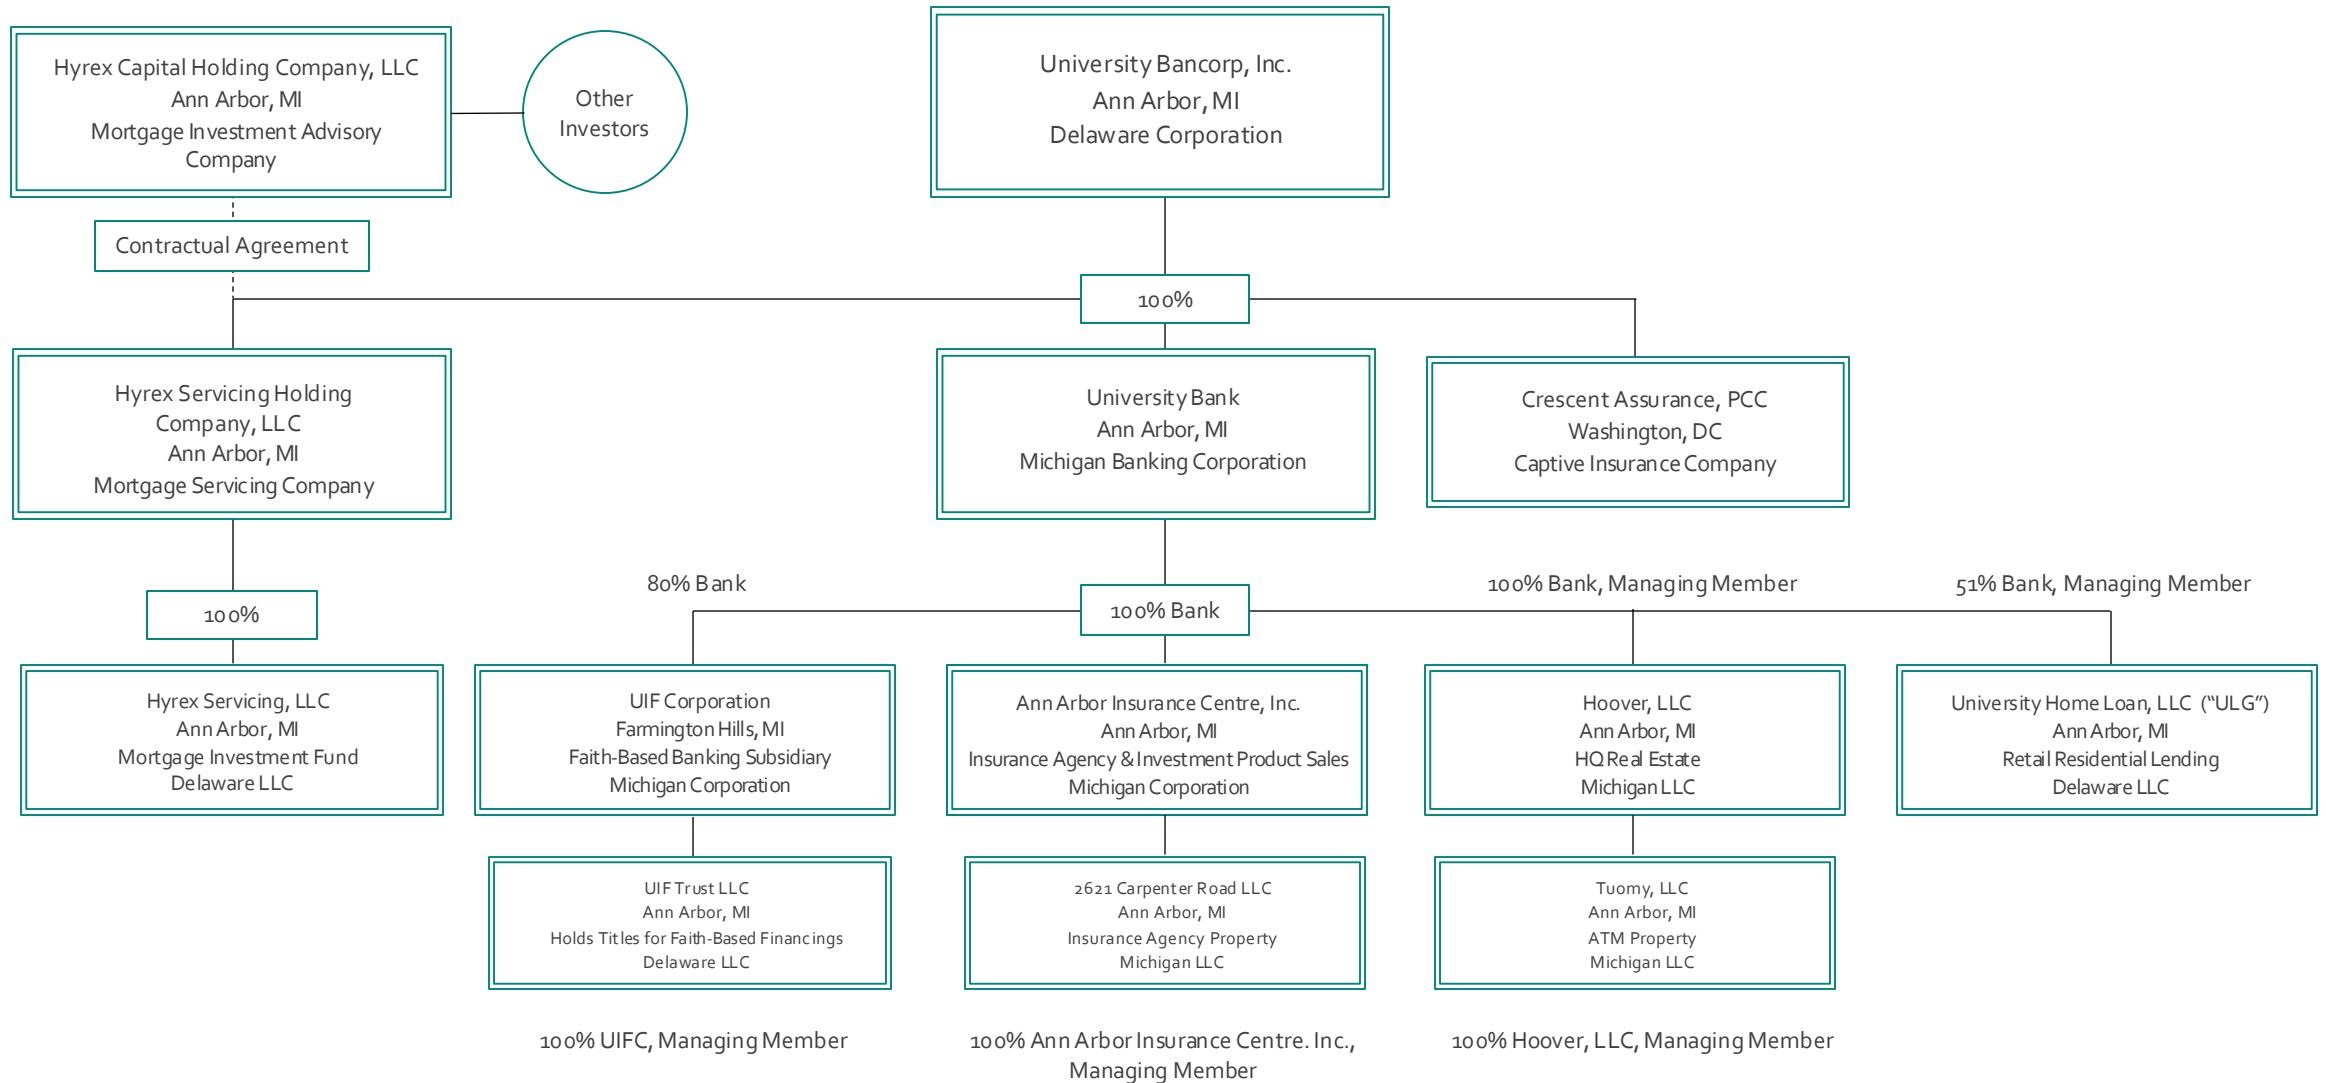 Hyrex Capital Holding Company, LLC
Ann Arbor, MI
Mortgage Investment Advisory
Company
Other
Investors
University Bancorp, Inc.
Ann Arbor, MI
Delaware Corporation
Contractual Agreement
100%
Hyrex Servicing Holding
Company, LLC
Ann Arbor, MI
Mortgage Servicing Company
University Bank
Ann Arbor, MI
Michigan Banking Corporation
Crescent Assurance, PCC
Washington, DC
Captive Insurance Company
100%
80% Bank
100% Bank
100% Bank, Managing Member
51% Bank, Managing Member
Hyrex Servicing, LLC
Ann Arbor, MI
Mortgage Investment Fund
Delaware LLC
UIF Corporation
Farmington Hills, MI
Faith-Based Banking Subsidiary
Michigan Corporation
Ann Arbor Insurance Centre, Inc.
Ann Arbor, MI
Insurance Agency & Investment Product Sales
Michigan Corporation
Hoover, LLC
Ann Arbor, MI
HQ Real Estate
Michigan LLC
University Home Loan, LLC (“ULG”)
Ann Arbor, MI
Retail Residential Lending
Delaware LLC
UIF Trust LLC
Ann Arbor, MI
Holds Titles for Faith-Based Financings
Delaware LLC
2621 Carpenter Road LLC
Ann Arbor, MI
Insurance Agency Property
Michigan LLC
Tuomy, LLC
Ann Arbor, MI
ATM Property
Michigan LLC
100% UIFC, Managing Member
100% Ann Arbor Insurance Centre. Inc.,
Managing Member
100% Hoover, LLC, Managing Member